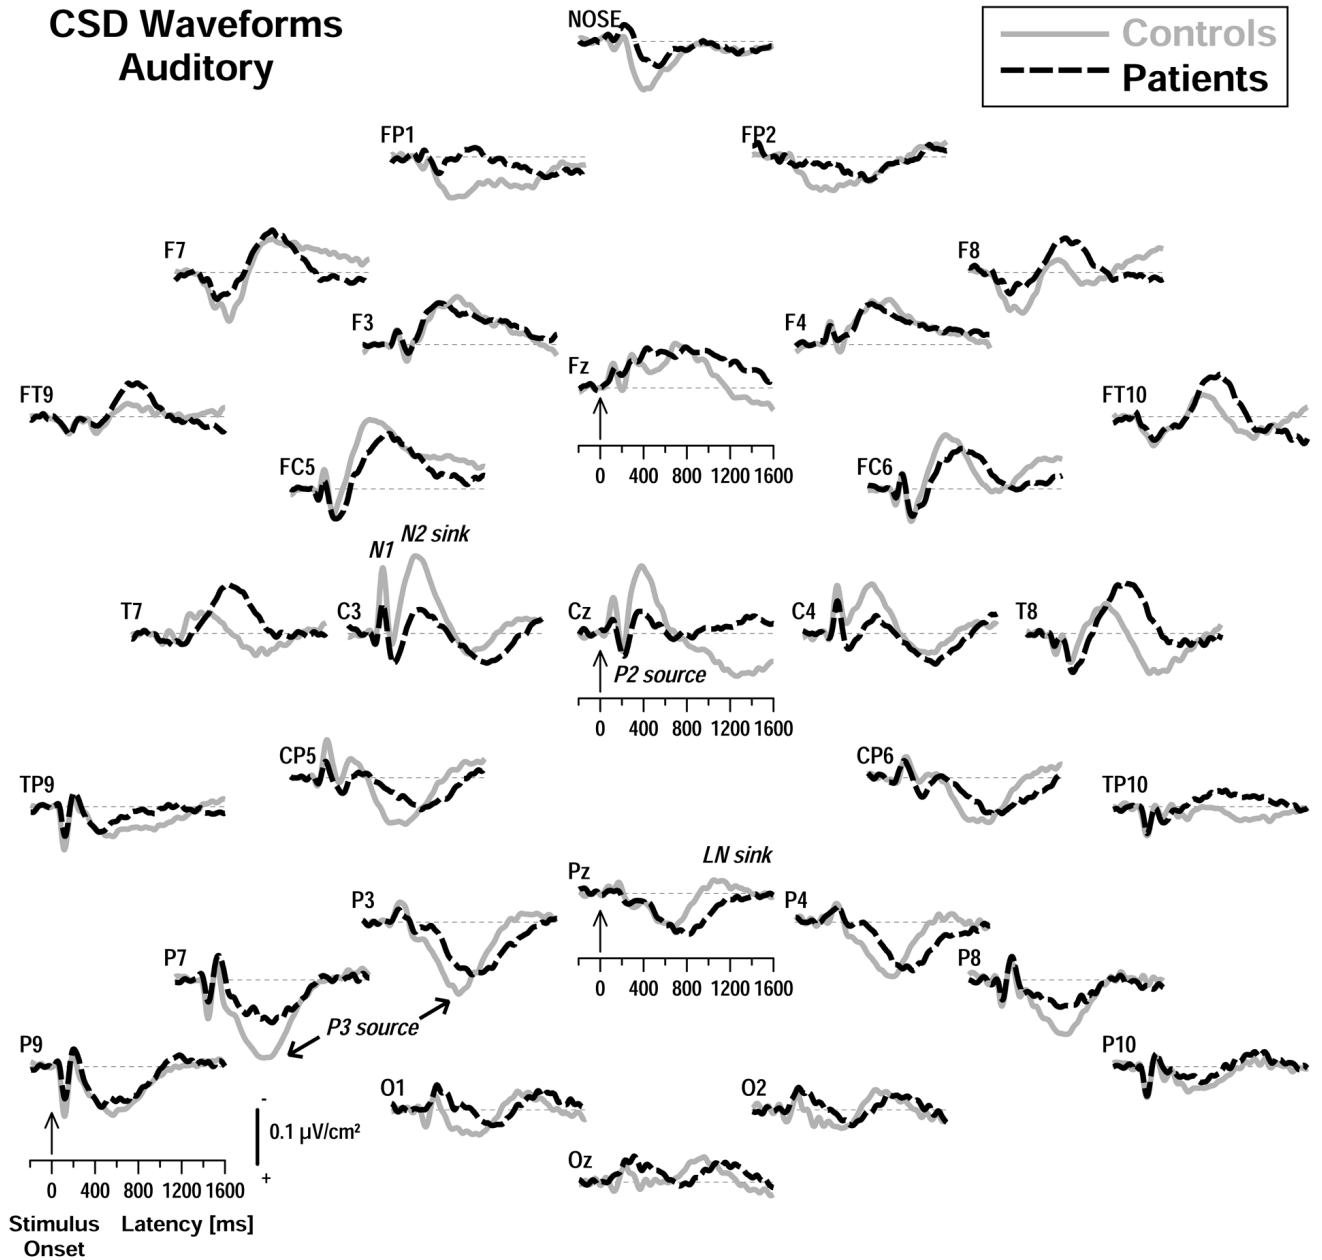 CSD Waveforms
Auditory
NOSE
Controls
Patients
FP1
FP2
F7
F8
F3
F4
Fz
FT9
FT10
0 400 800 1200 1600
FC5
FC6
N1
N2 sink
T7
C3
Cz
C4
T8
P2 source
0 400 800 1200 1600
CP5
CP6
TP9
TP10
LN sink
Pz
P3
P4
P7
P8
0 400 800 1200 1600
P3 source
P9
P10
O1
O2
-
0.1 µV/cm²
+
Oz
0 400 800 1200 1600
Stimulus
Onset
Latency [ms]